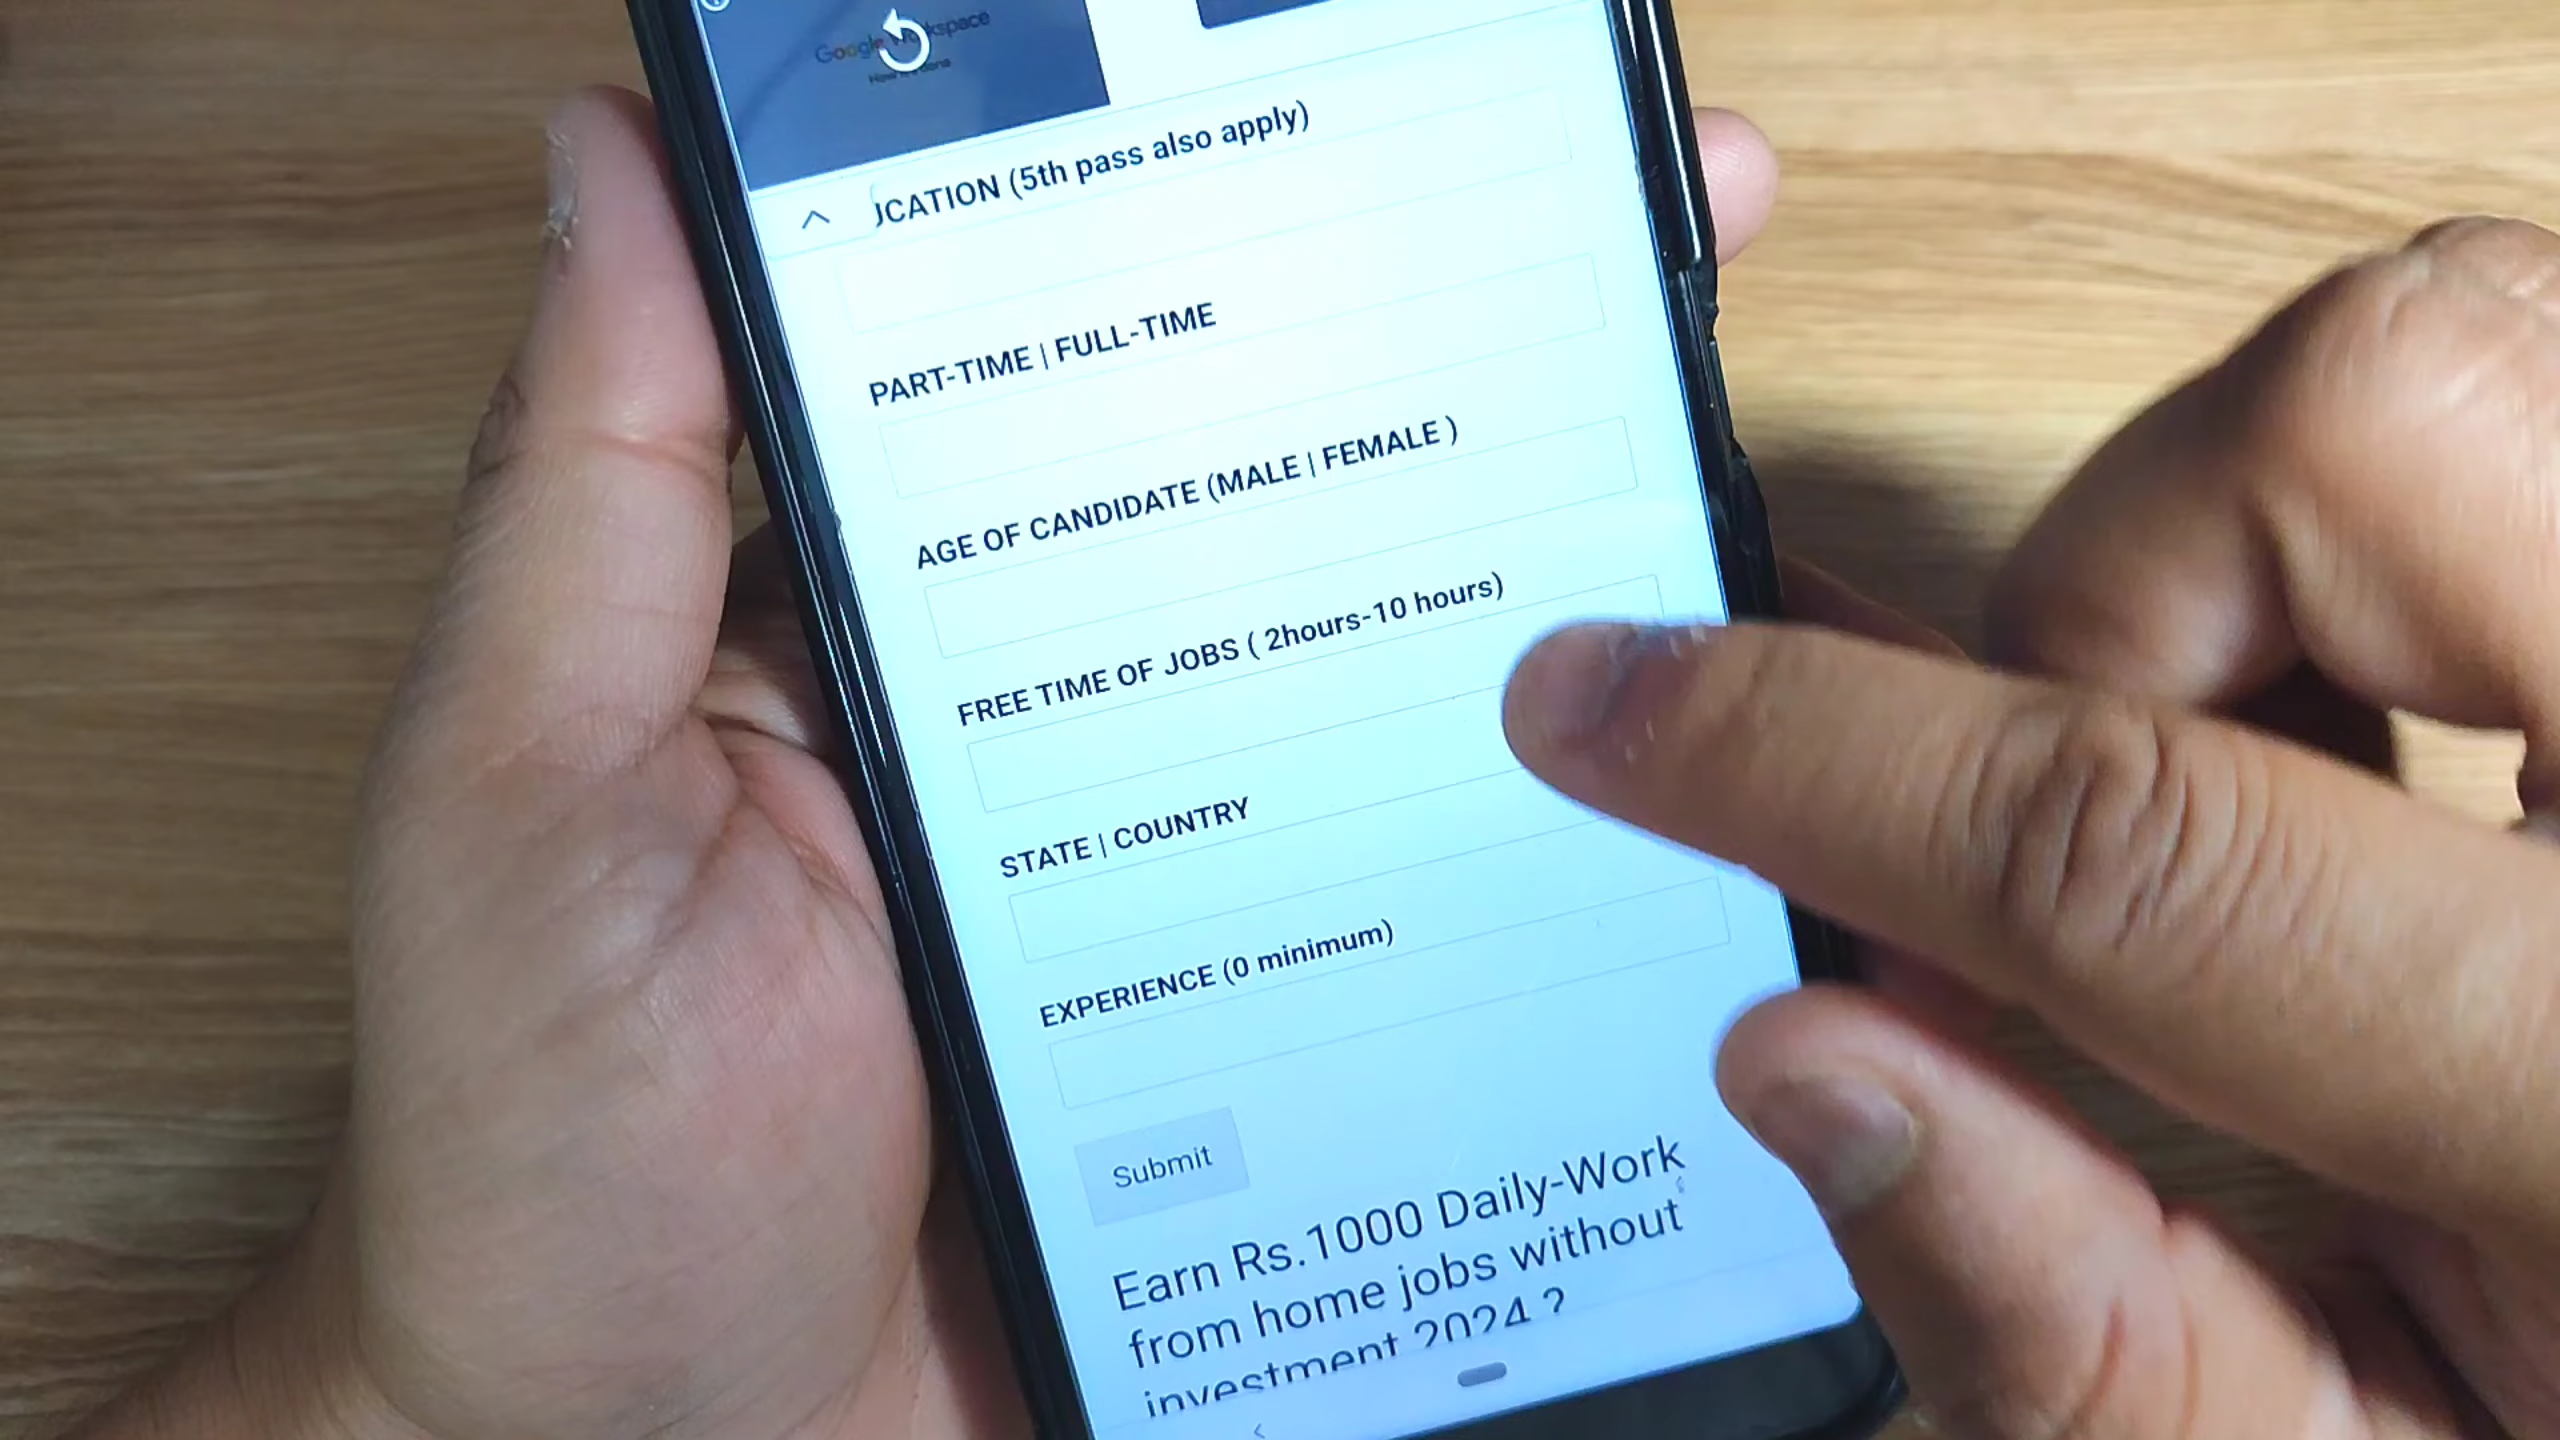 Google
UCATION (5th pass also apply)
PART-TIME | FULL-TIME
AGE OF CANDIDATE (MALE | FEMALE )
FREE TIME OF JOBS ( 2hours-10 hours)
STATE | COUNTRY
EXPERIENCE (0 minimum)
Submit
Earn Rs.1000 Daily-Work
from home jobs without
investment 2024 ?